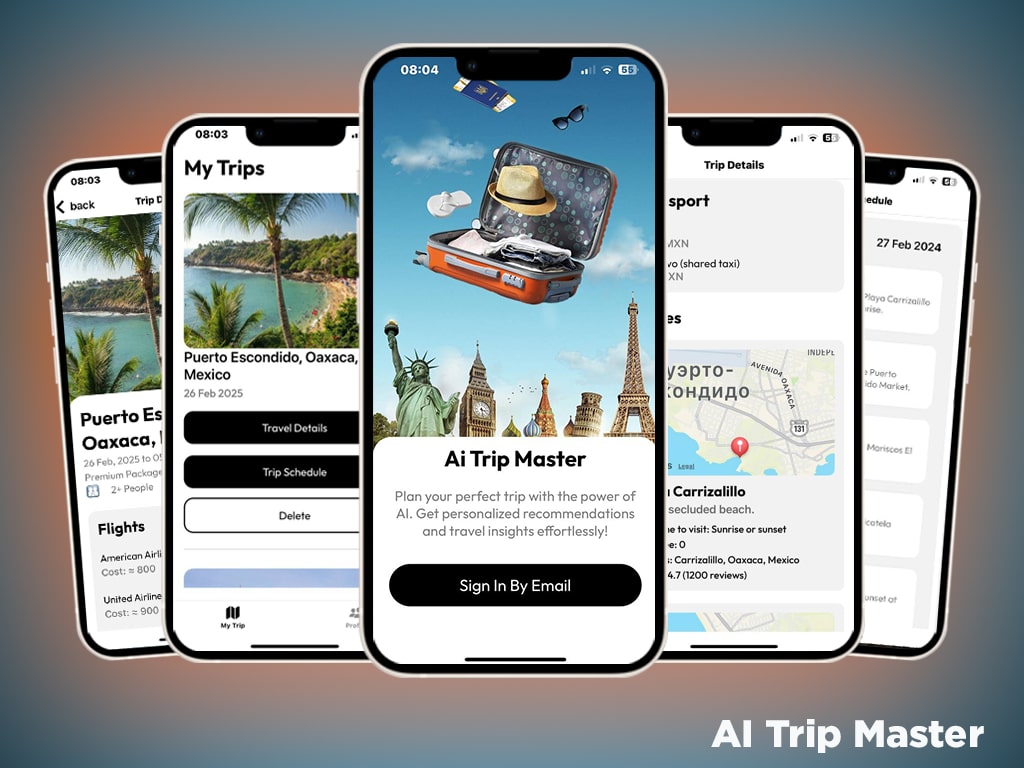 08:03
back
Trip D
Puerto Es
Oaxaca,
26 Feb, 2025 to 05
Premium Package
2+ People
Flights
American Airli
Cost: ≈ 800
United Airline
Cost: ≈ 900
08:03
My Trips
Puerto Escondido, Oaxaca,
Mexico
26 Feb 2025
Travel Details
Trip Schedule
Delete
My Trip
Prof
08:04
55
Ai Trip Master
Plan your perfect trip with the power of
AI. Get personalized recommendations
and travel insights effortlessly!
Sign In By Email
55
Trip Details
sport
MXN
vo (shared taxi)
XN
es
INDEPE
AVENIDA OAXACA
уэрто-
кондидо
131
Legal
Carrizalillo
secluded beach.
ne to visit: Sunrise or sunset
ee: 0
s: Carrizalillo, Oaxaca, Mexico
4.7 (1200 reviews)
edule
27 Feb 2024
Playa Carrizalillo
rise.
e Puerto
ido Market.
Mariscos El
catela
unset at
AI Trip Master